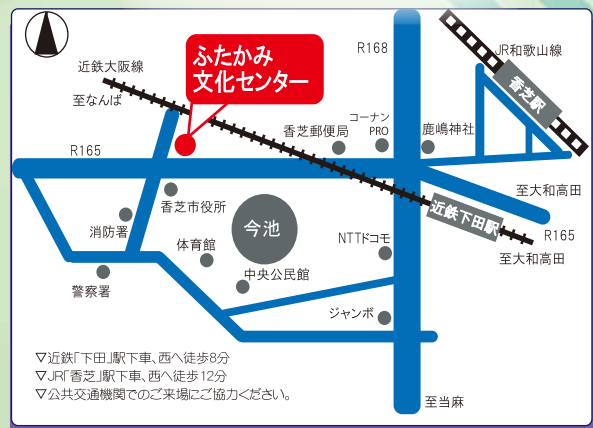 近鉄大阪線
至なんば
ふたかみ
文化センター
R168
JR和歌山線
香芝駅
コーナン
PRO
香芝郵便局
鹿嶋神社
R165
香芝市役所
消防署
体育館
今池
中央公民館
警察署
NTTドコモ
近鉄下田駅
至大和高田
R165
至大和高田
ジャンボ
至当麻
▽近鉄「下田」駅下車、西へ徒歩8分
▽JR「香芝」駅下車、西へ徒歩12分
▽公共交通機関でのご来場にご協力ください。